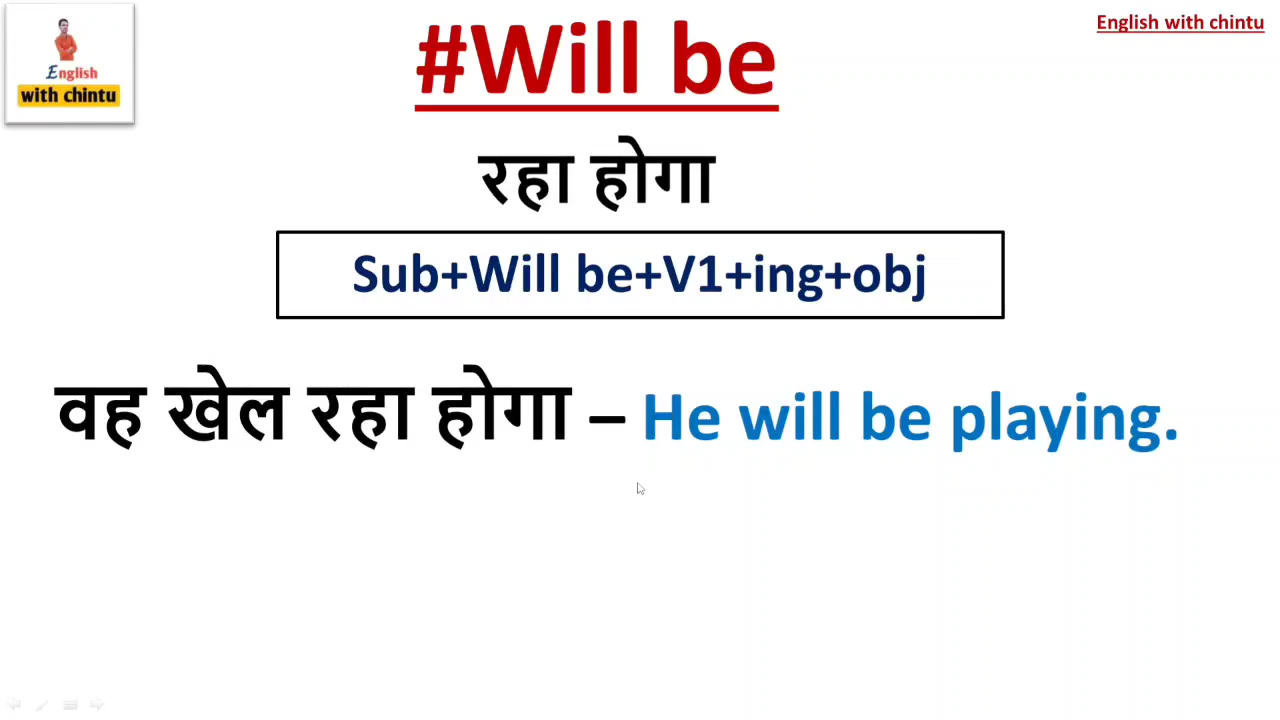 English with chintu
#Will be
English
with chintu
रहा होगा
Sub+Will be+V1+ing+obj
वह खेल रहा होगा – He will be playing.